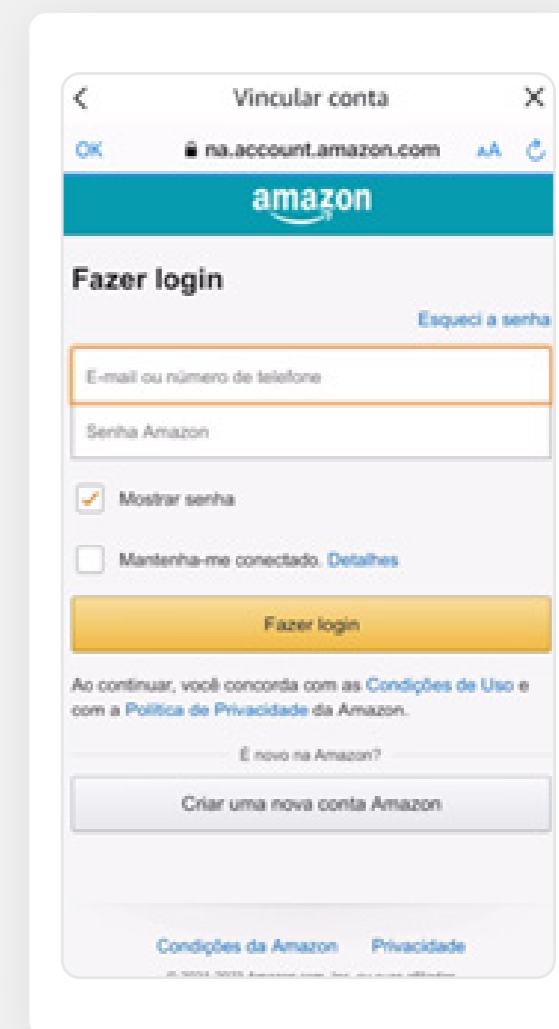 Vincular conta
OK na.account.amazon.com AA
amazon
Fazer login
Esqueci a senha
E-mail ou número de telefone
Senha Amazon
Mostrar senha
Mantenha-me conectado. Detalhes
Fazer login
Ao continuar, você concorda com as Condições de Uso e
com a Política de Privacidade da Amazon.
É novo na Amazon?
Criar uma nova conta Amazon
Condições da Amazon Privacidade